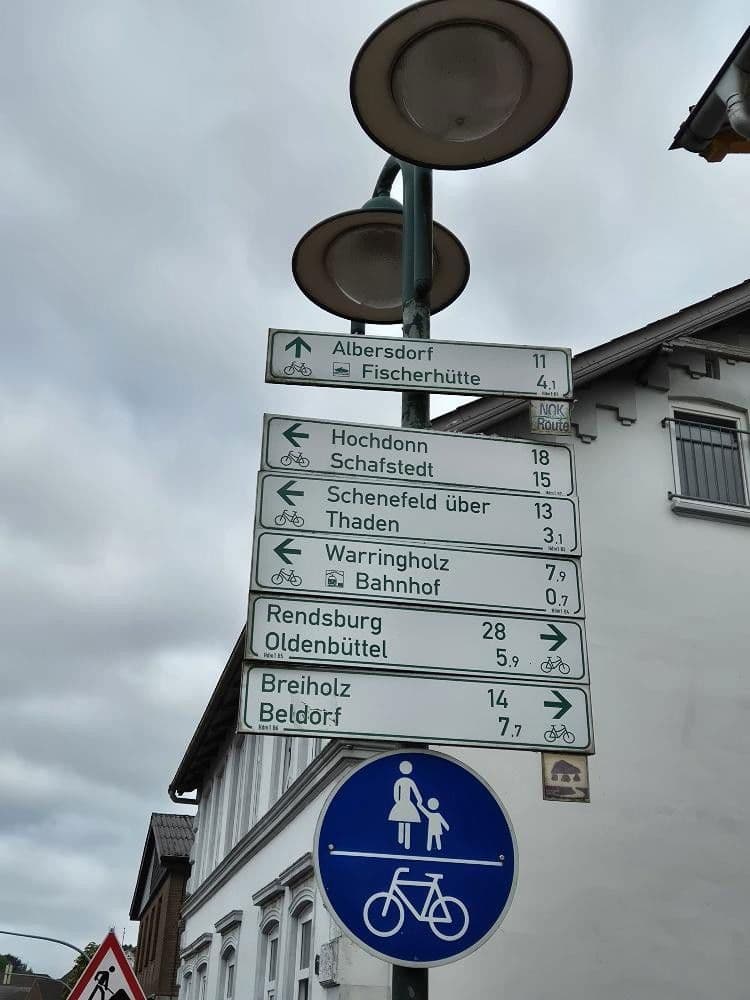 Albersdorf 11
Fischerhütte 4.1
NOK
Route
Hochdonn 18
Schafstedt 15
Schenefeld über 13
Thaden 3.1
Warringholz 7.9
Bahnhof 0.7
Rendsburg 28
Oldenbüttel 5.9
Breiholz 14
Beldorf 7.7